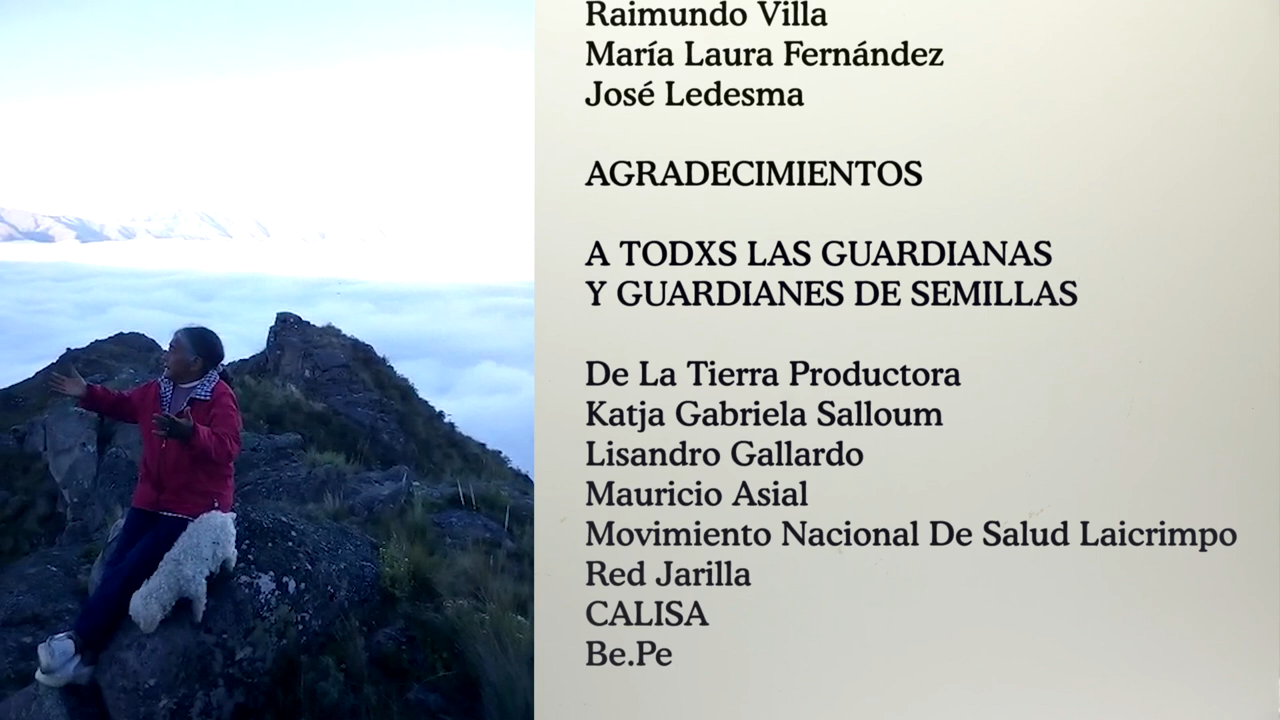 Raimundo Villa
María Laura Fernández
José Ledesma
AGRADECIMIENTOS
A TODXS LAS GUARDIANAS
Y GUARDIANES DE SEMILLAS
De La Tierra Productora
Katja Gabriela Salloum
Lisandro Gallardo
Mauricio Asial
Movimiento Nacional De Salud Laicrimpo
Red Jarilla
CALISA
Be.Pe